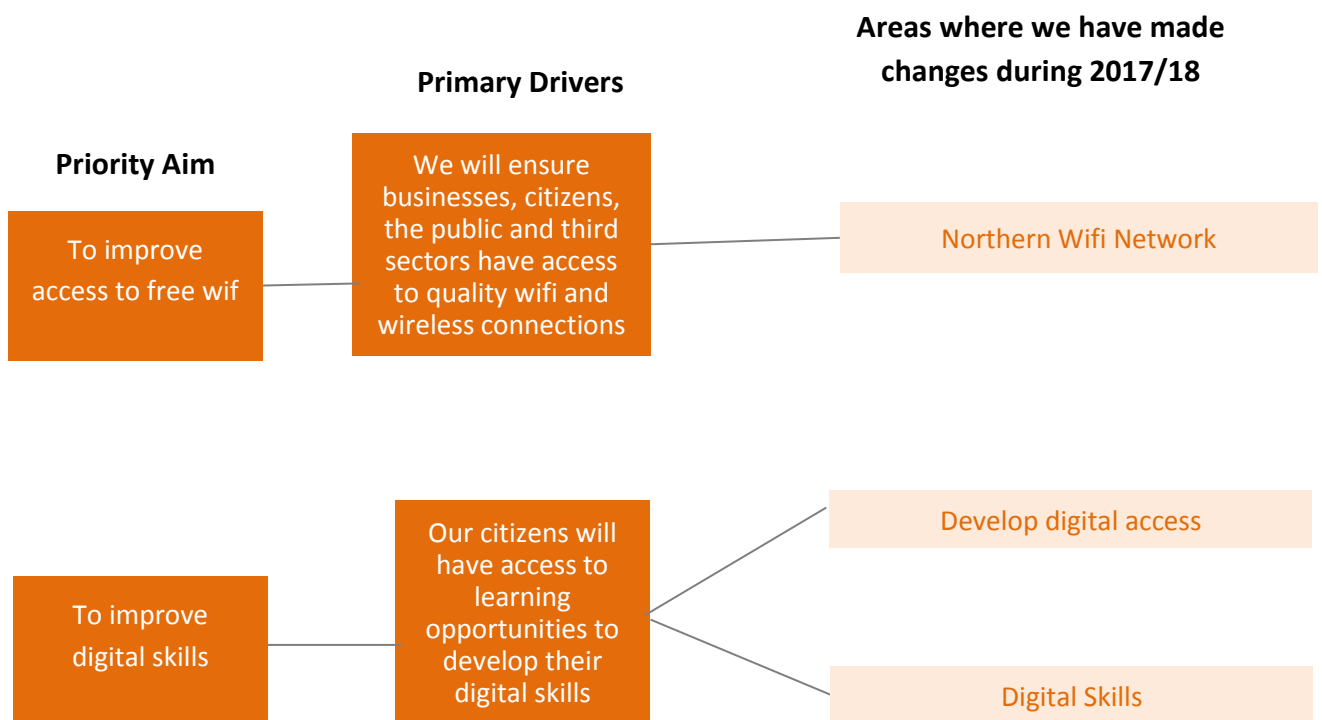 Areas where we have made
changes during 2017/18
Primary Drivers
Priority Aim
To improve
access to free wif
We will ensure
businesses, citizens,
the public and third
sectors have access
to quality wifi and
wireless connections
Northern Wifi Network
To improve
digital skills
Our citizens will
have access to
learning
opportunities to
develop their
digital skills
Develop digital access
Digital Skills